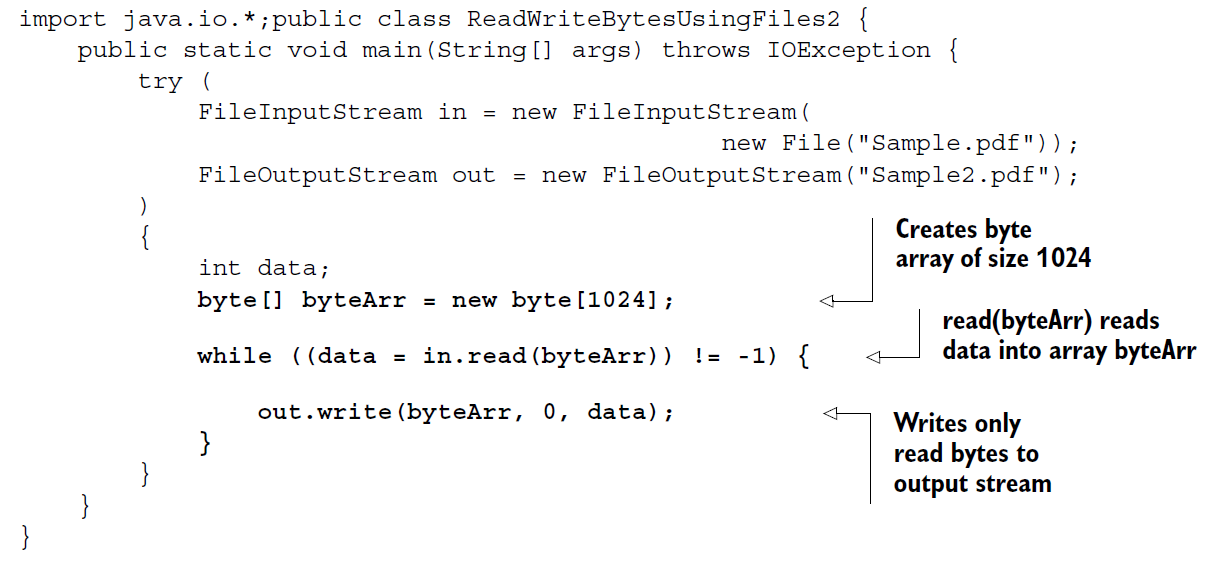 import java.io.*;public class ReadWriteBytesUsingFiles2 {
    public static void main(String[] args) throws IOException {
        try (
            FileInputStream in = new FileInputStream(
                                               new File("Sample.pdf"));
            FileOutputStream out = new FileOutputStream("Sample2.pdf");
        )
        {
            int data;
            byte[] byteArr = new byte[1024];
            while ((data = in.read(byteArr)) != -1) {
                out.write(byteArr, 0, data);
            }
        }
    }
}
Creates byte
array of size 1024
read(byteArr) reads
data into array byteArr
Writes only
read bytes to
output stream